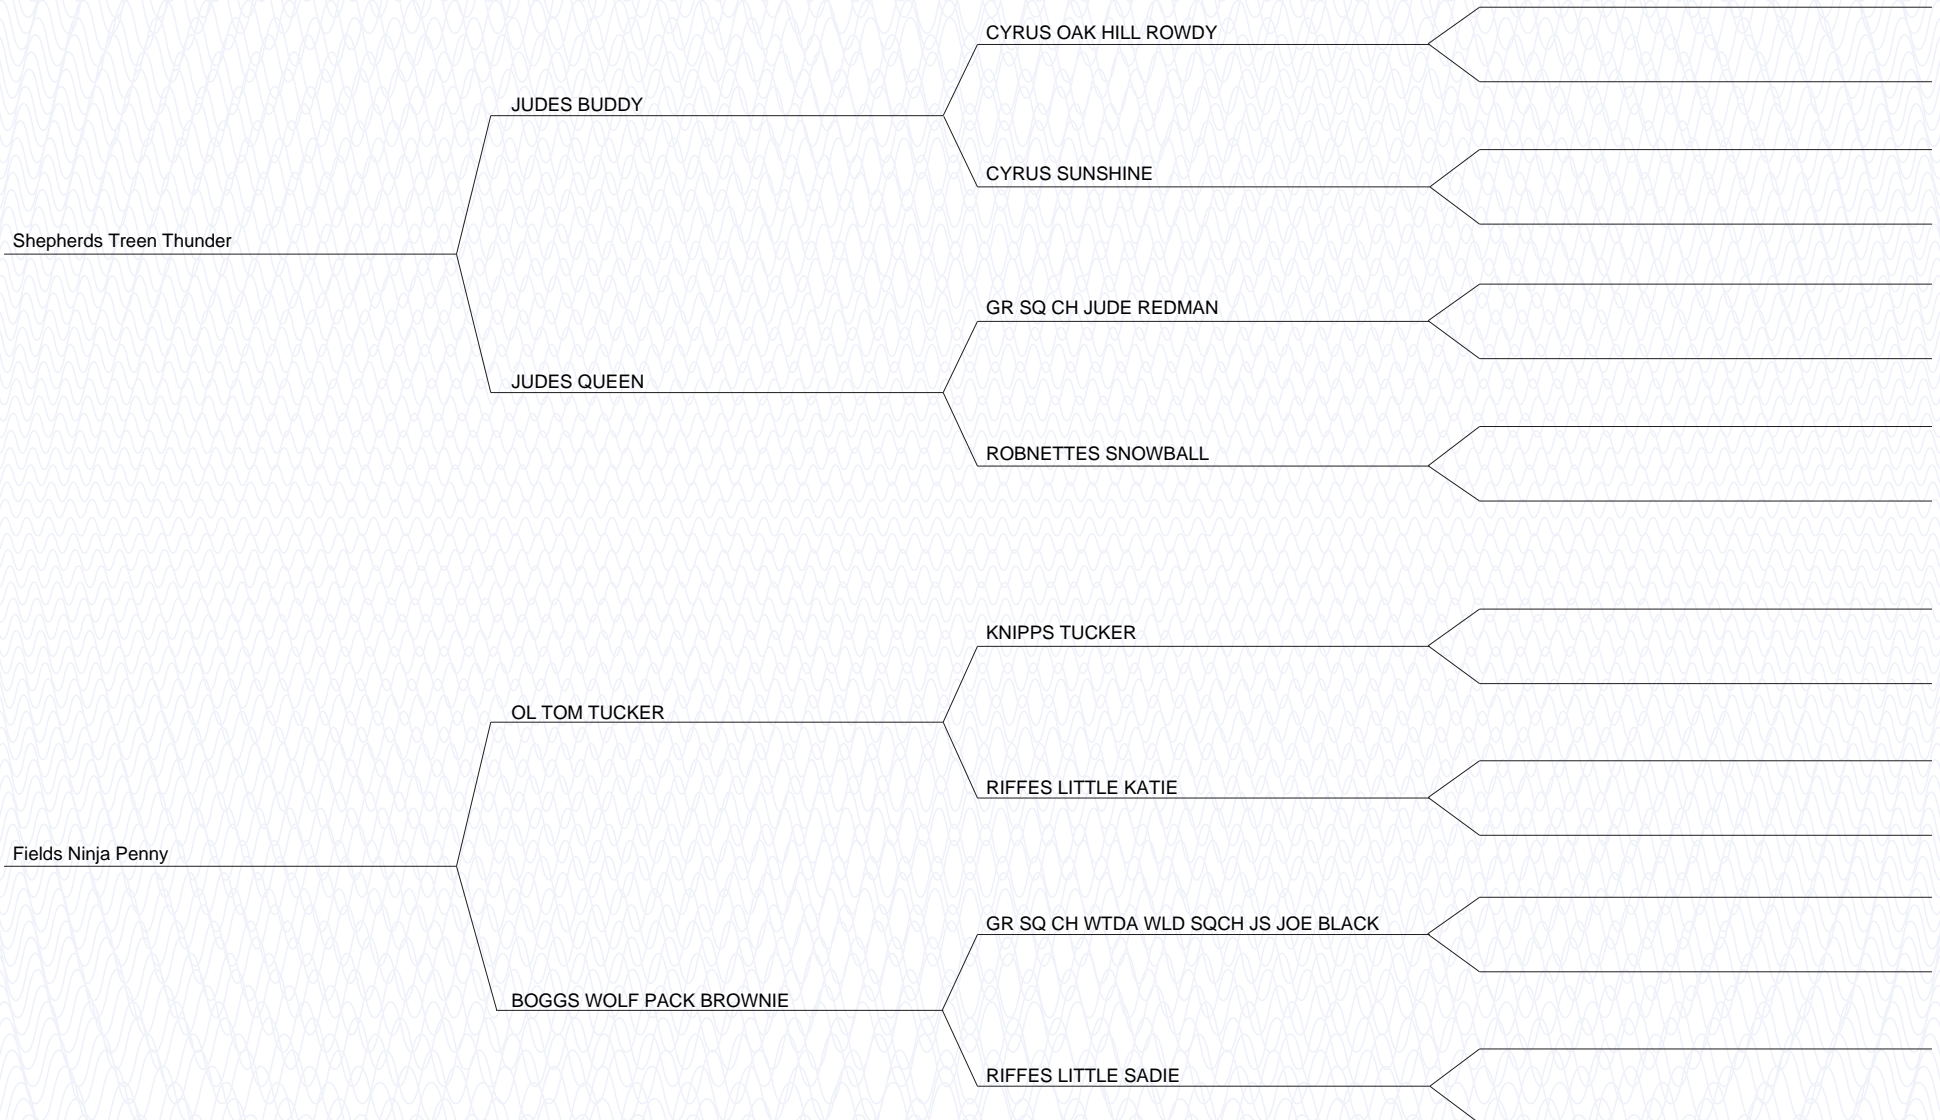 CYRUS OAK HILL ROWDY
JUDES BUDDY
CYRUS SUNSHINE
Shepherds Treen Thunder
GR SQ CH JUDE REDMAN
JUDES QUEEN
ROBNETTES SNOWBALL
KNIPPS TUCKER
OL TOM TUCKER
RIFFES LITTLE KATIE
Fields Ninja Penny
GR SQ CH WTDA WLD SQCH JS JOE BLACK
BOGGS WOLF PACK BROWNIE
RIFFES LITTLE SADIE